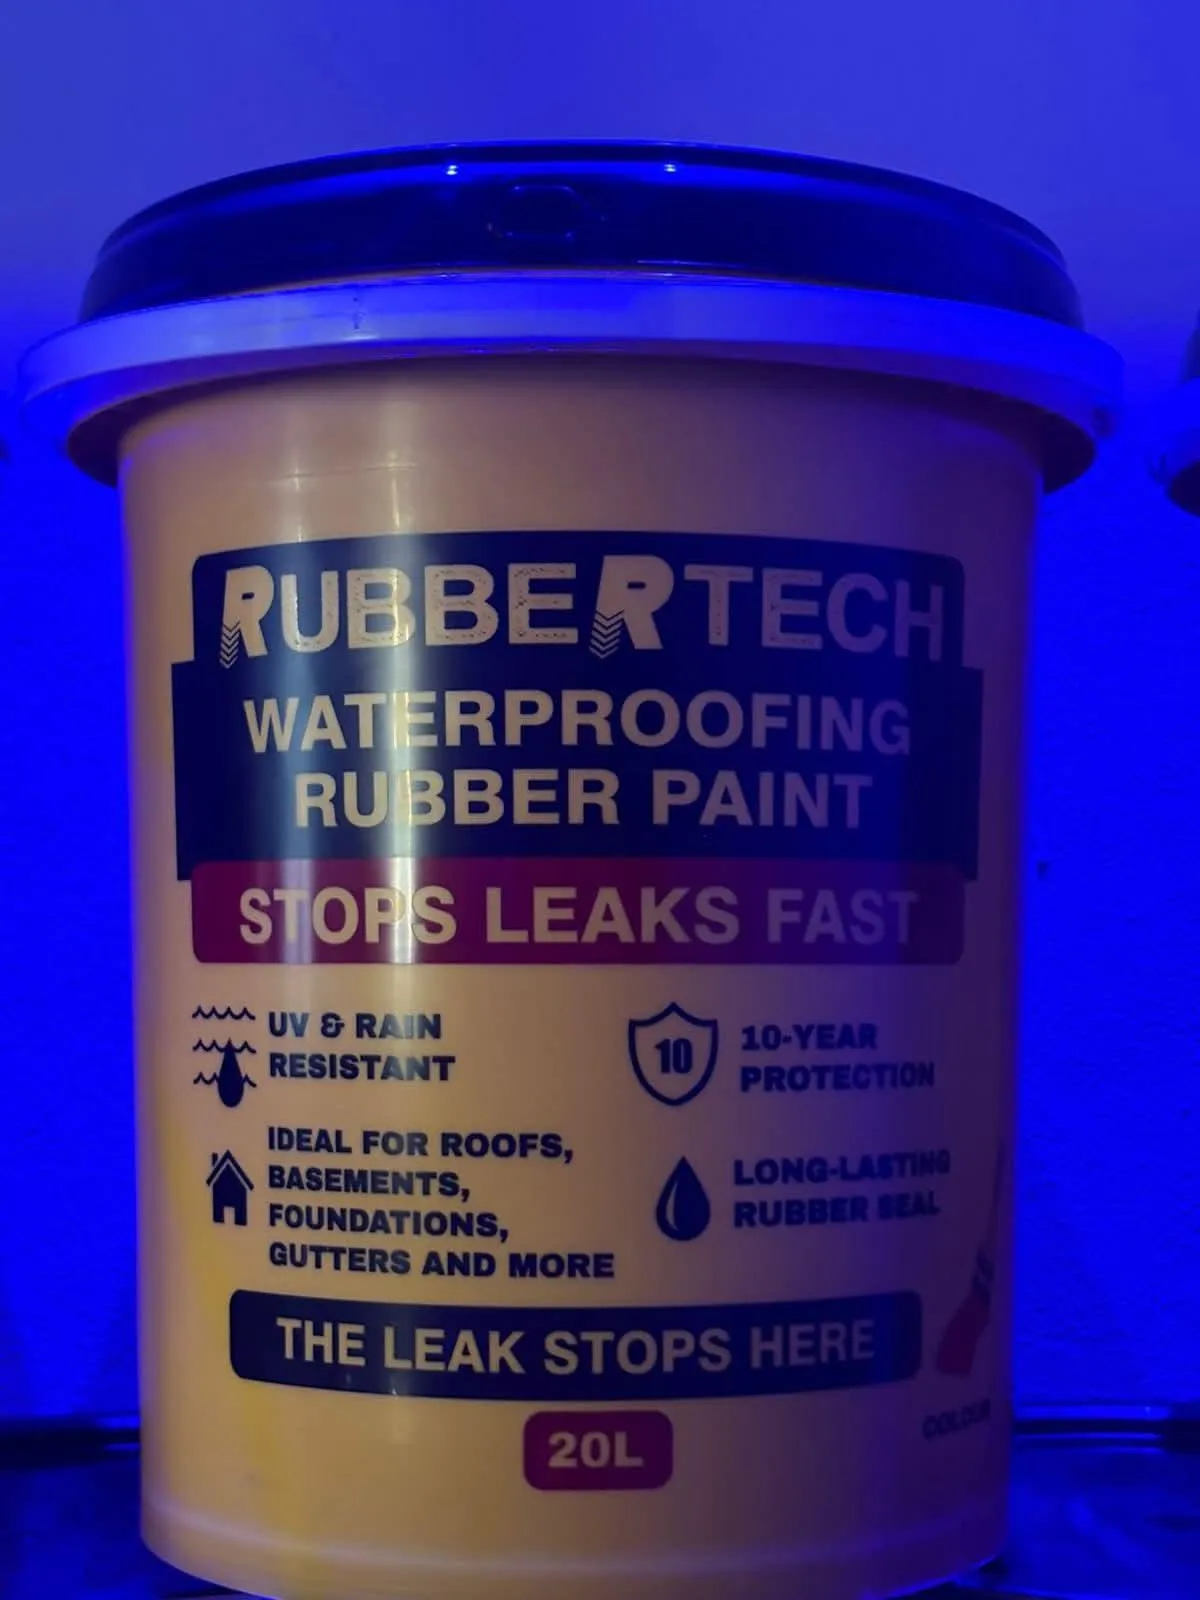 RUBBERTECH
WATERPROOFING
RUBBER PAINT
STOPS LEAKS FAST
UV & RAIN
RESISTANT
10
10-YEAR
PROTECTION
IDEAL FOR ROOFS,
BASEMENTS,
FOUNDATIONS,
GUTTERS AND MORE
LONG-LASTING
RUBBER SEAL
THE LEAK STOPS HERE
20L
COLOUR